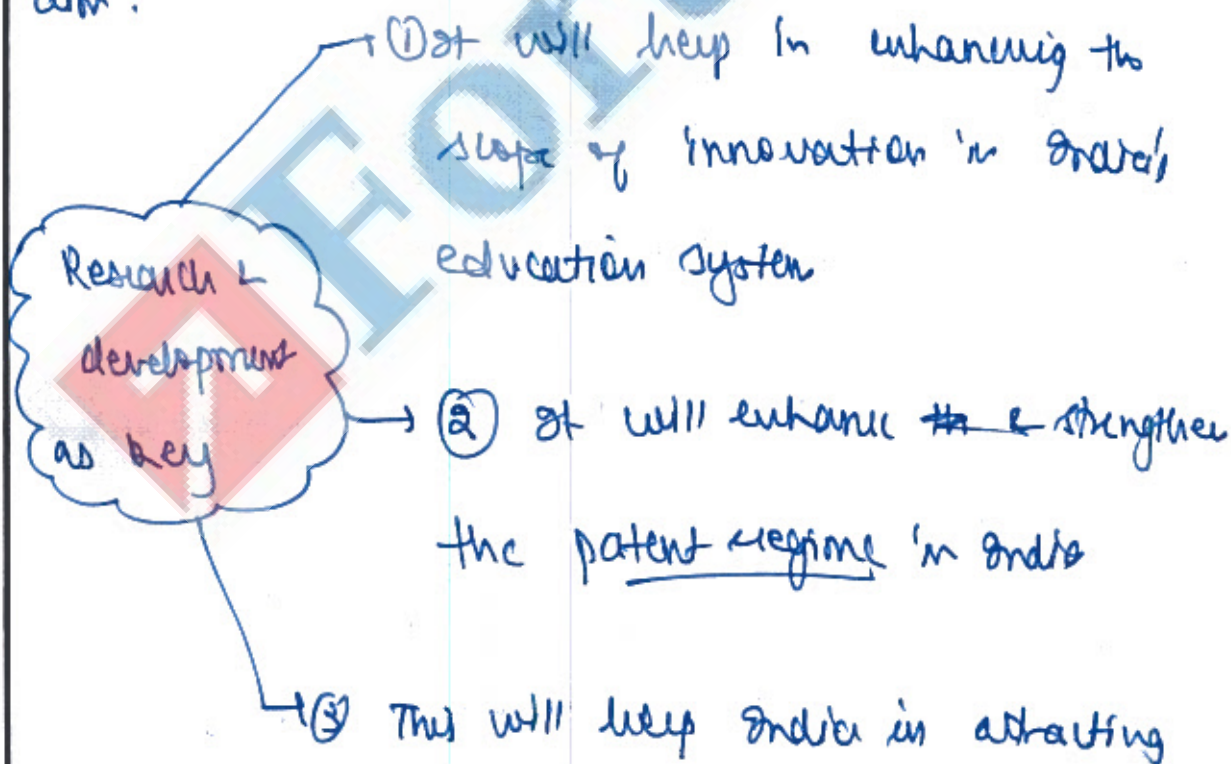 ① It will help in enhancing the
scope of innovation in India's
education system
Research &
development
as key
② It will enhance strengthen
the patent regime in India
③ This will help India in attracting
For